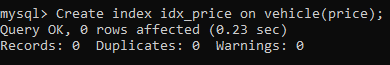 mysql> Create index idx_price on vehicle(price);
Query OK, 0 rows affected (0.23 sec)
Records: 0  Duplicates: 0  Warnings: 0